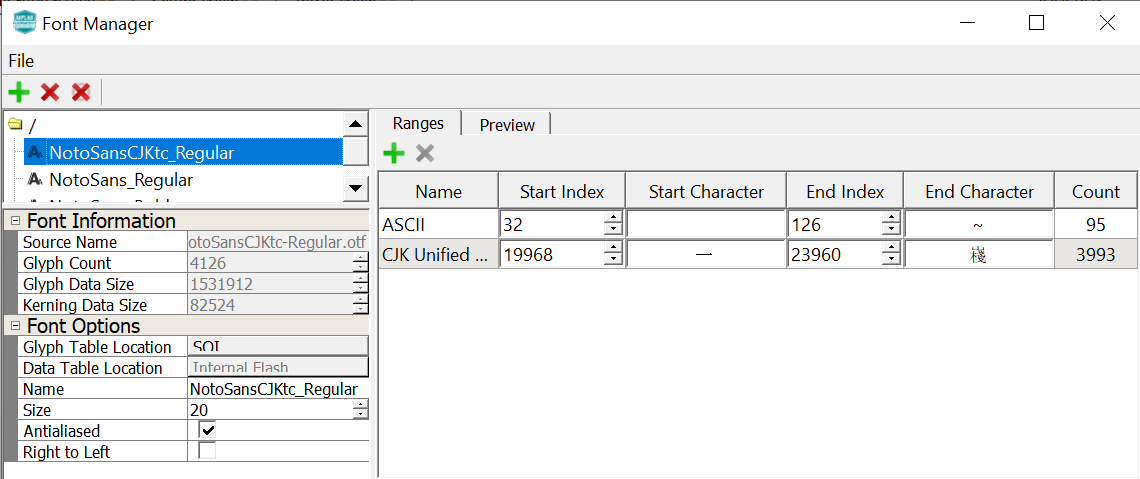 Font Manager
File
/
NotoSansCJKtc_Regular
NotoSans_Regular
Font Information
Source Name otoSansCJKtc-Regular.otf
Glyph Count 4126
Glyph Data Size 1531912
Kerning Data Size 82524
Font Options
Glyph Table Location SQI
Data Table Location Internal Flash
Name NotoSansCJKtc_Regular
Size 20
Antialiased
Right to Left
Ranges Preview
Name Start Index Start Character End Index End Character Count
ASCII 32 126 ~ 95
CJK Unified ... 19968 一 23960 23960 3993